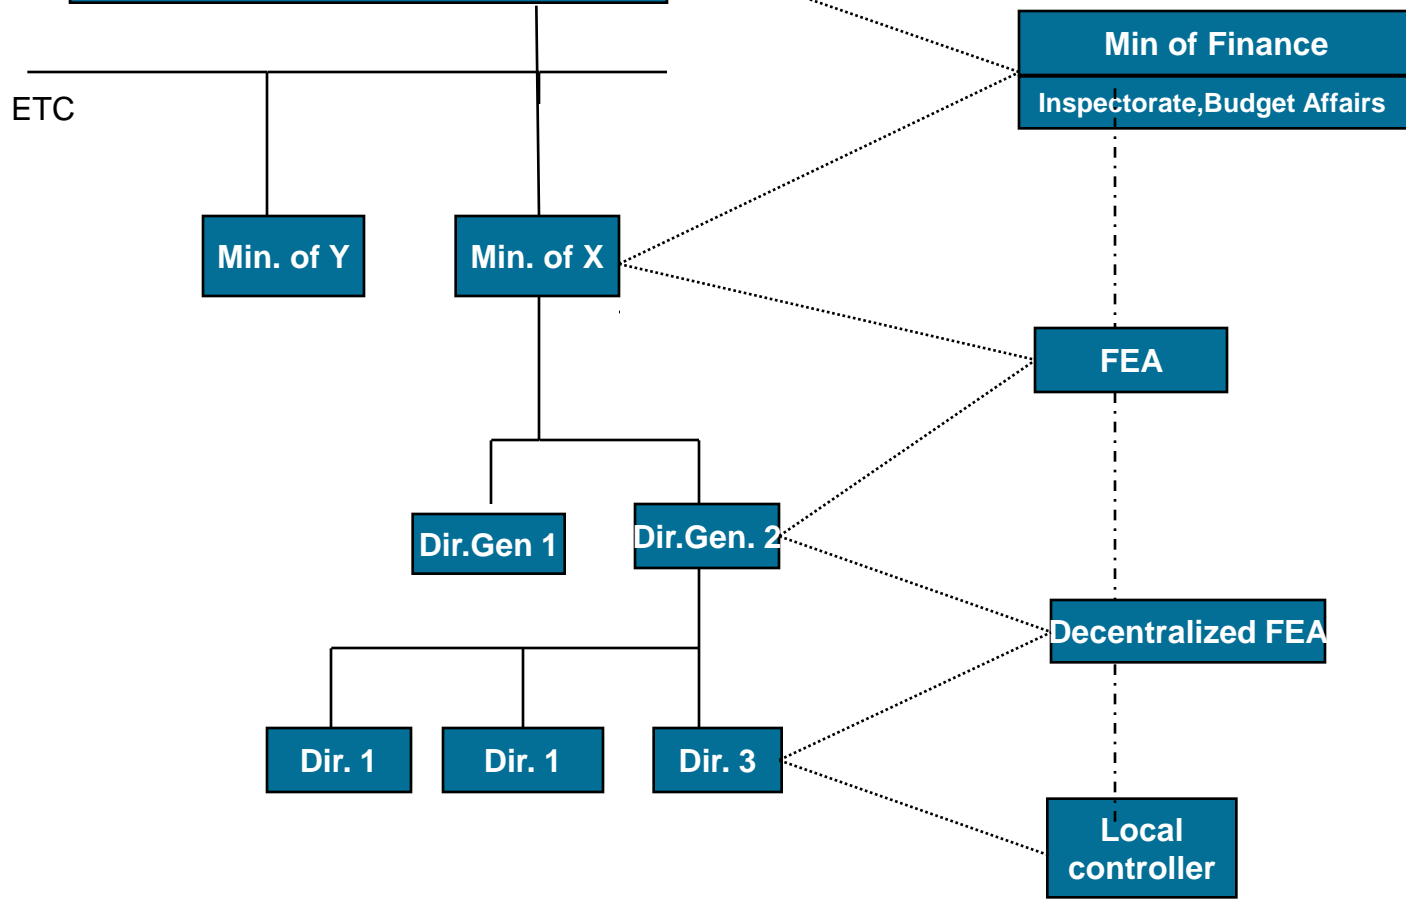 Min of Finance
Inspectorate,Budget Affairs
ETC
Min. of Y
Min. of X
FEA
Dir.Gen 1
Dir.Gen. 2
Decentralized FEA
Dir. 1
Dir. 1
Dir. 3
Local
controller